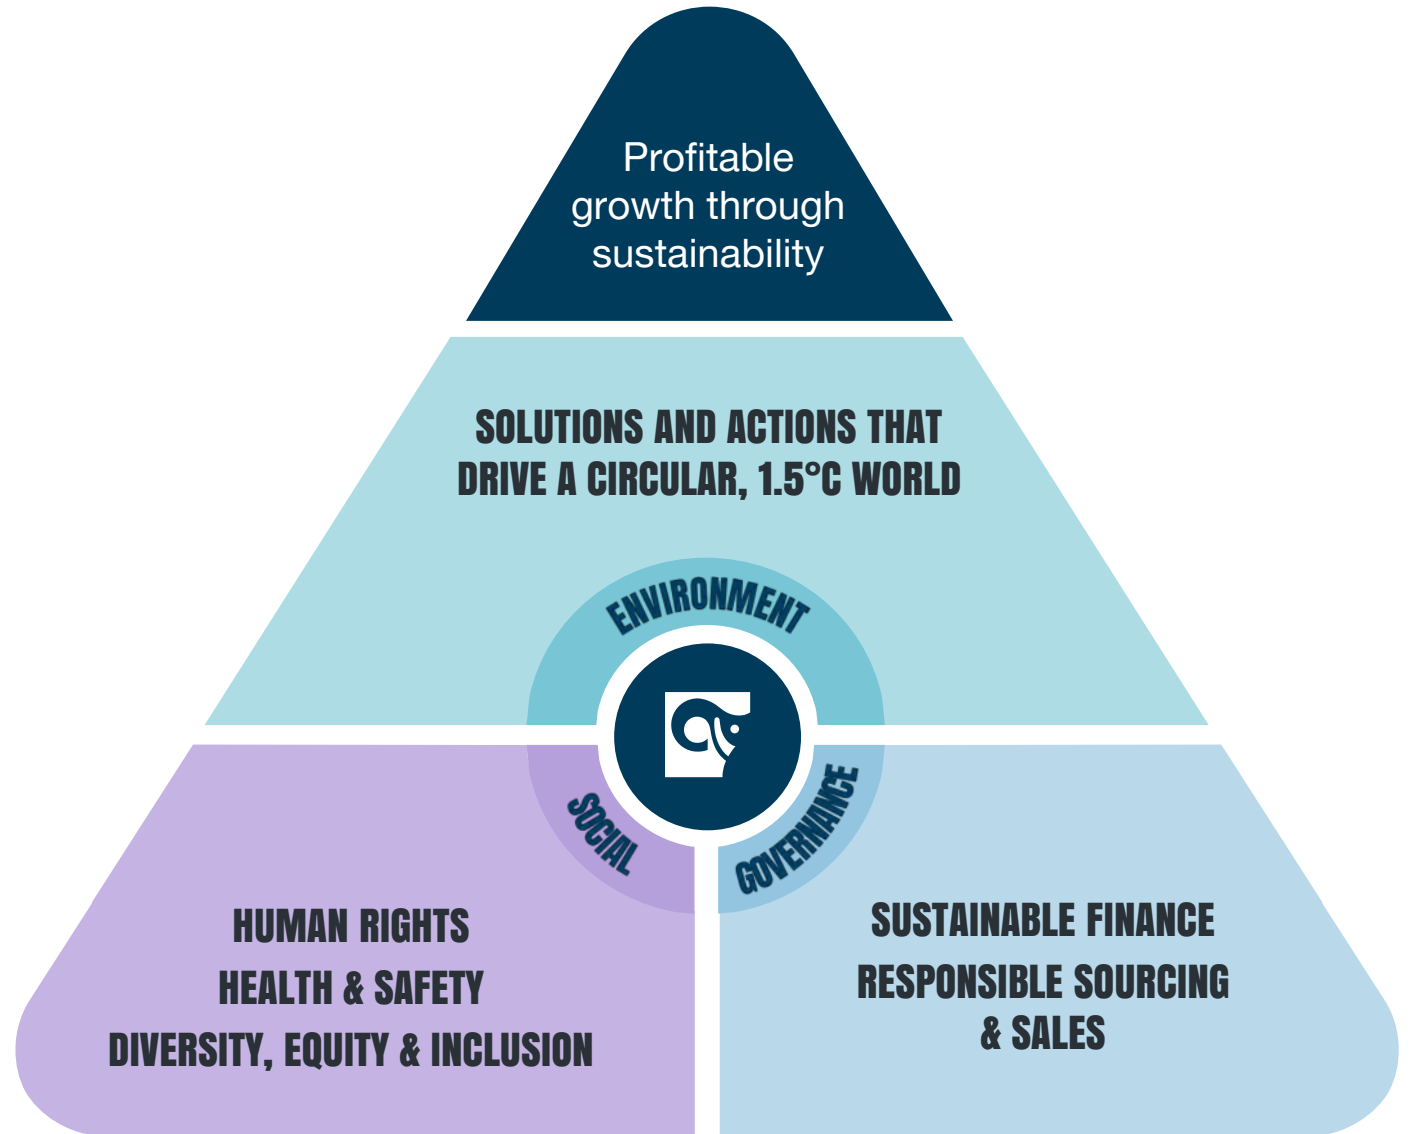 Profitable
growth through
sustainability
SOLUTIONS AND ACTIONS THAT
DRIVE A CIRCULAR, 1.5°C WORLD
ENVIRONMENT
SOCIAL
GOVERNANCE
HUMAN RIGHTS
HEALTH & SAFETY
DIVERSITY, EQUITY & INCLUSION
SUSTAINABLE FINANCE
RESPONSIBLE SOURCING
& SALES